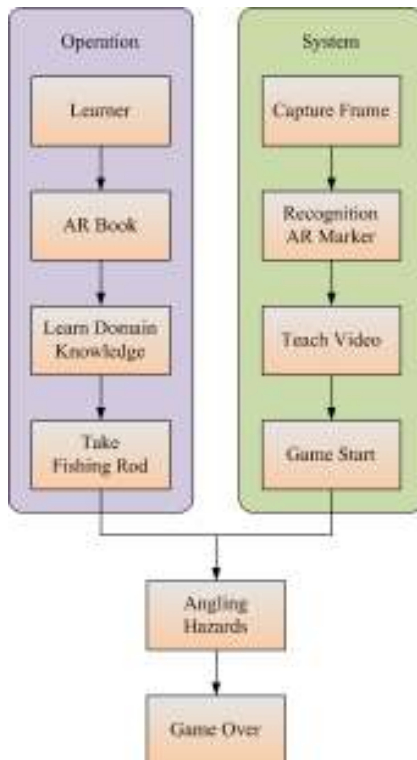 Operation
Learner
AR Book
Learn Domain
Knowledge
Take
Fishing Rod
System
Capture Frame
Recognition
AR Marker
Teach Video
Game Start
Angling
Hazards
Game Over